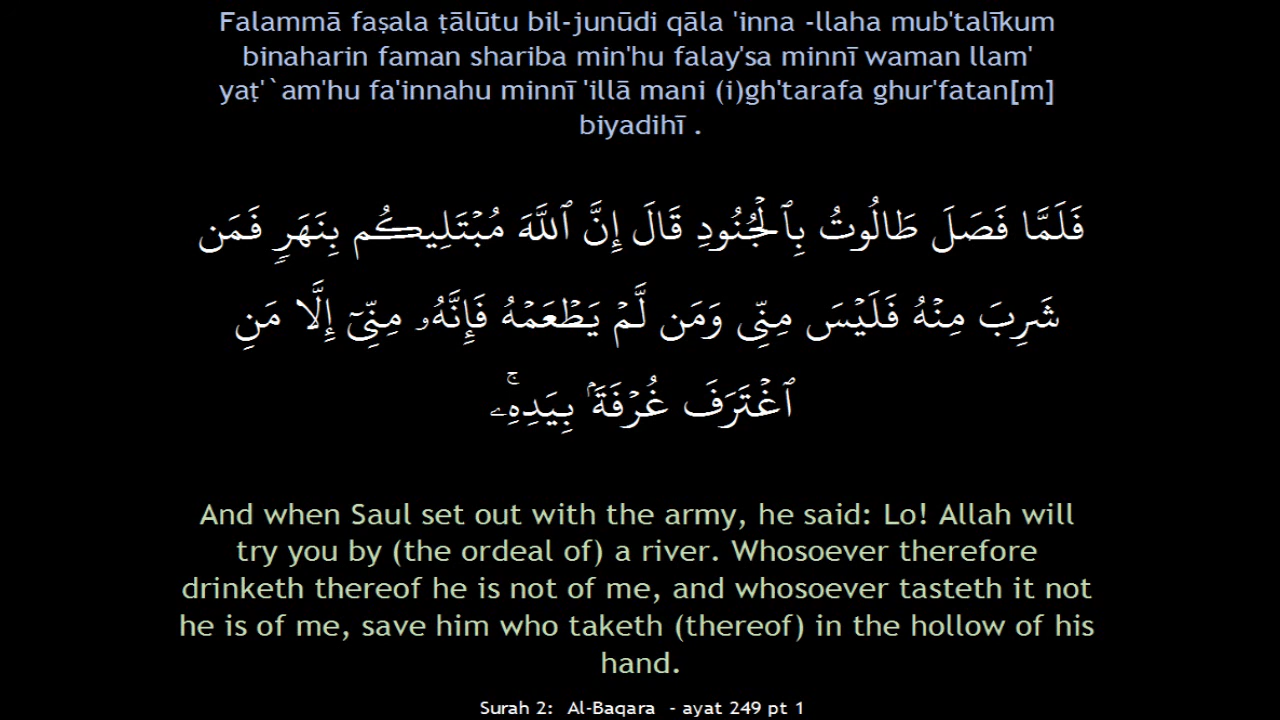 Falammā faṣala ṭālūtu bil-junūdi qāla 'inna -llaha mub'talīkum
binaharin faman shariba min'hu falay'sa minnī waman llam'
yaṭ'`am'hu fa'innahu minnī 'illā mani (i)gh'tarafa ghur'fatan[m]
biyadihī .
فَلَمَّا فَصَلَ طَالُوتُ بِٱلْجُنُودِ قَالَ إِنَّ ٱللَّهَ مُبْتَلِيكُم بِنَهَرٍ فَمَن
شَرِبَ مِنْهُ فَلَيْسَ مِنِّى وَمَن لَّمْ يَطْعَمْهُ فَإِنَّهُۥ مِنِّىٓ إِلَّا مَنِ
ٱغْتَرَفَ غُرْفَةًۢ بِيَدِهِۦ ۚ
And when Saul set out with the army, he said: Lo! Allah will
try you by (the ordeal of) a river. Whosoever therefore
drinketh thereof he is not of me, and whosoever tasteth it not
he is of me, save him who taketh (thereof) in the hollow of his
hand.
Surah 2: Al-Baqara - ayat 249 pt 1